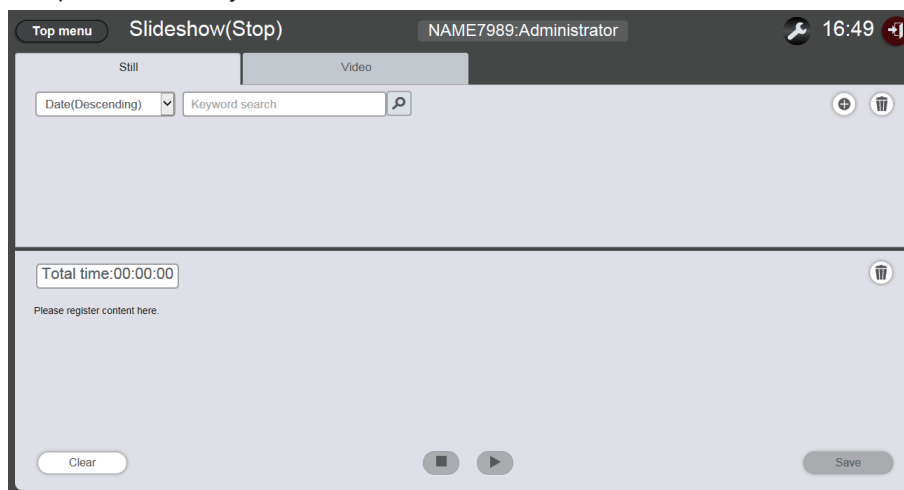 Top menu Slideshow(Stop) NAME7989:Administrator 16:49
Still Video
Date(Descending) Keyword search
Total time:00:00:00
Please register content here.
Clear Save